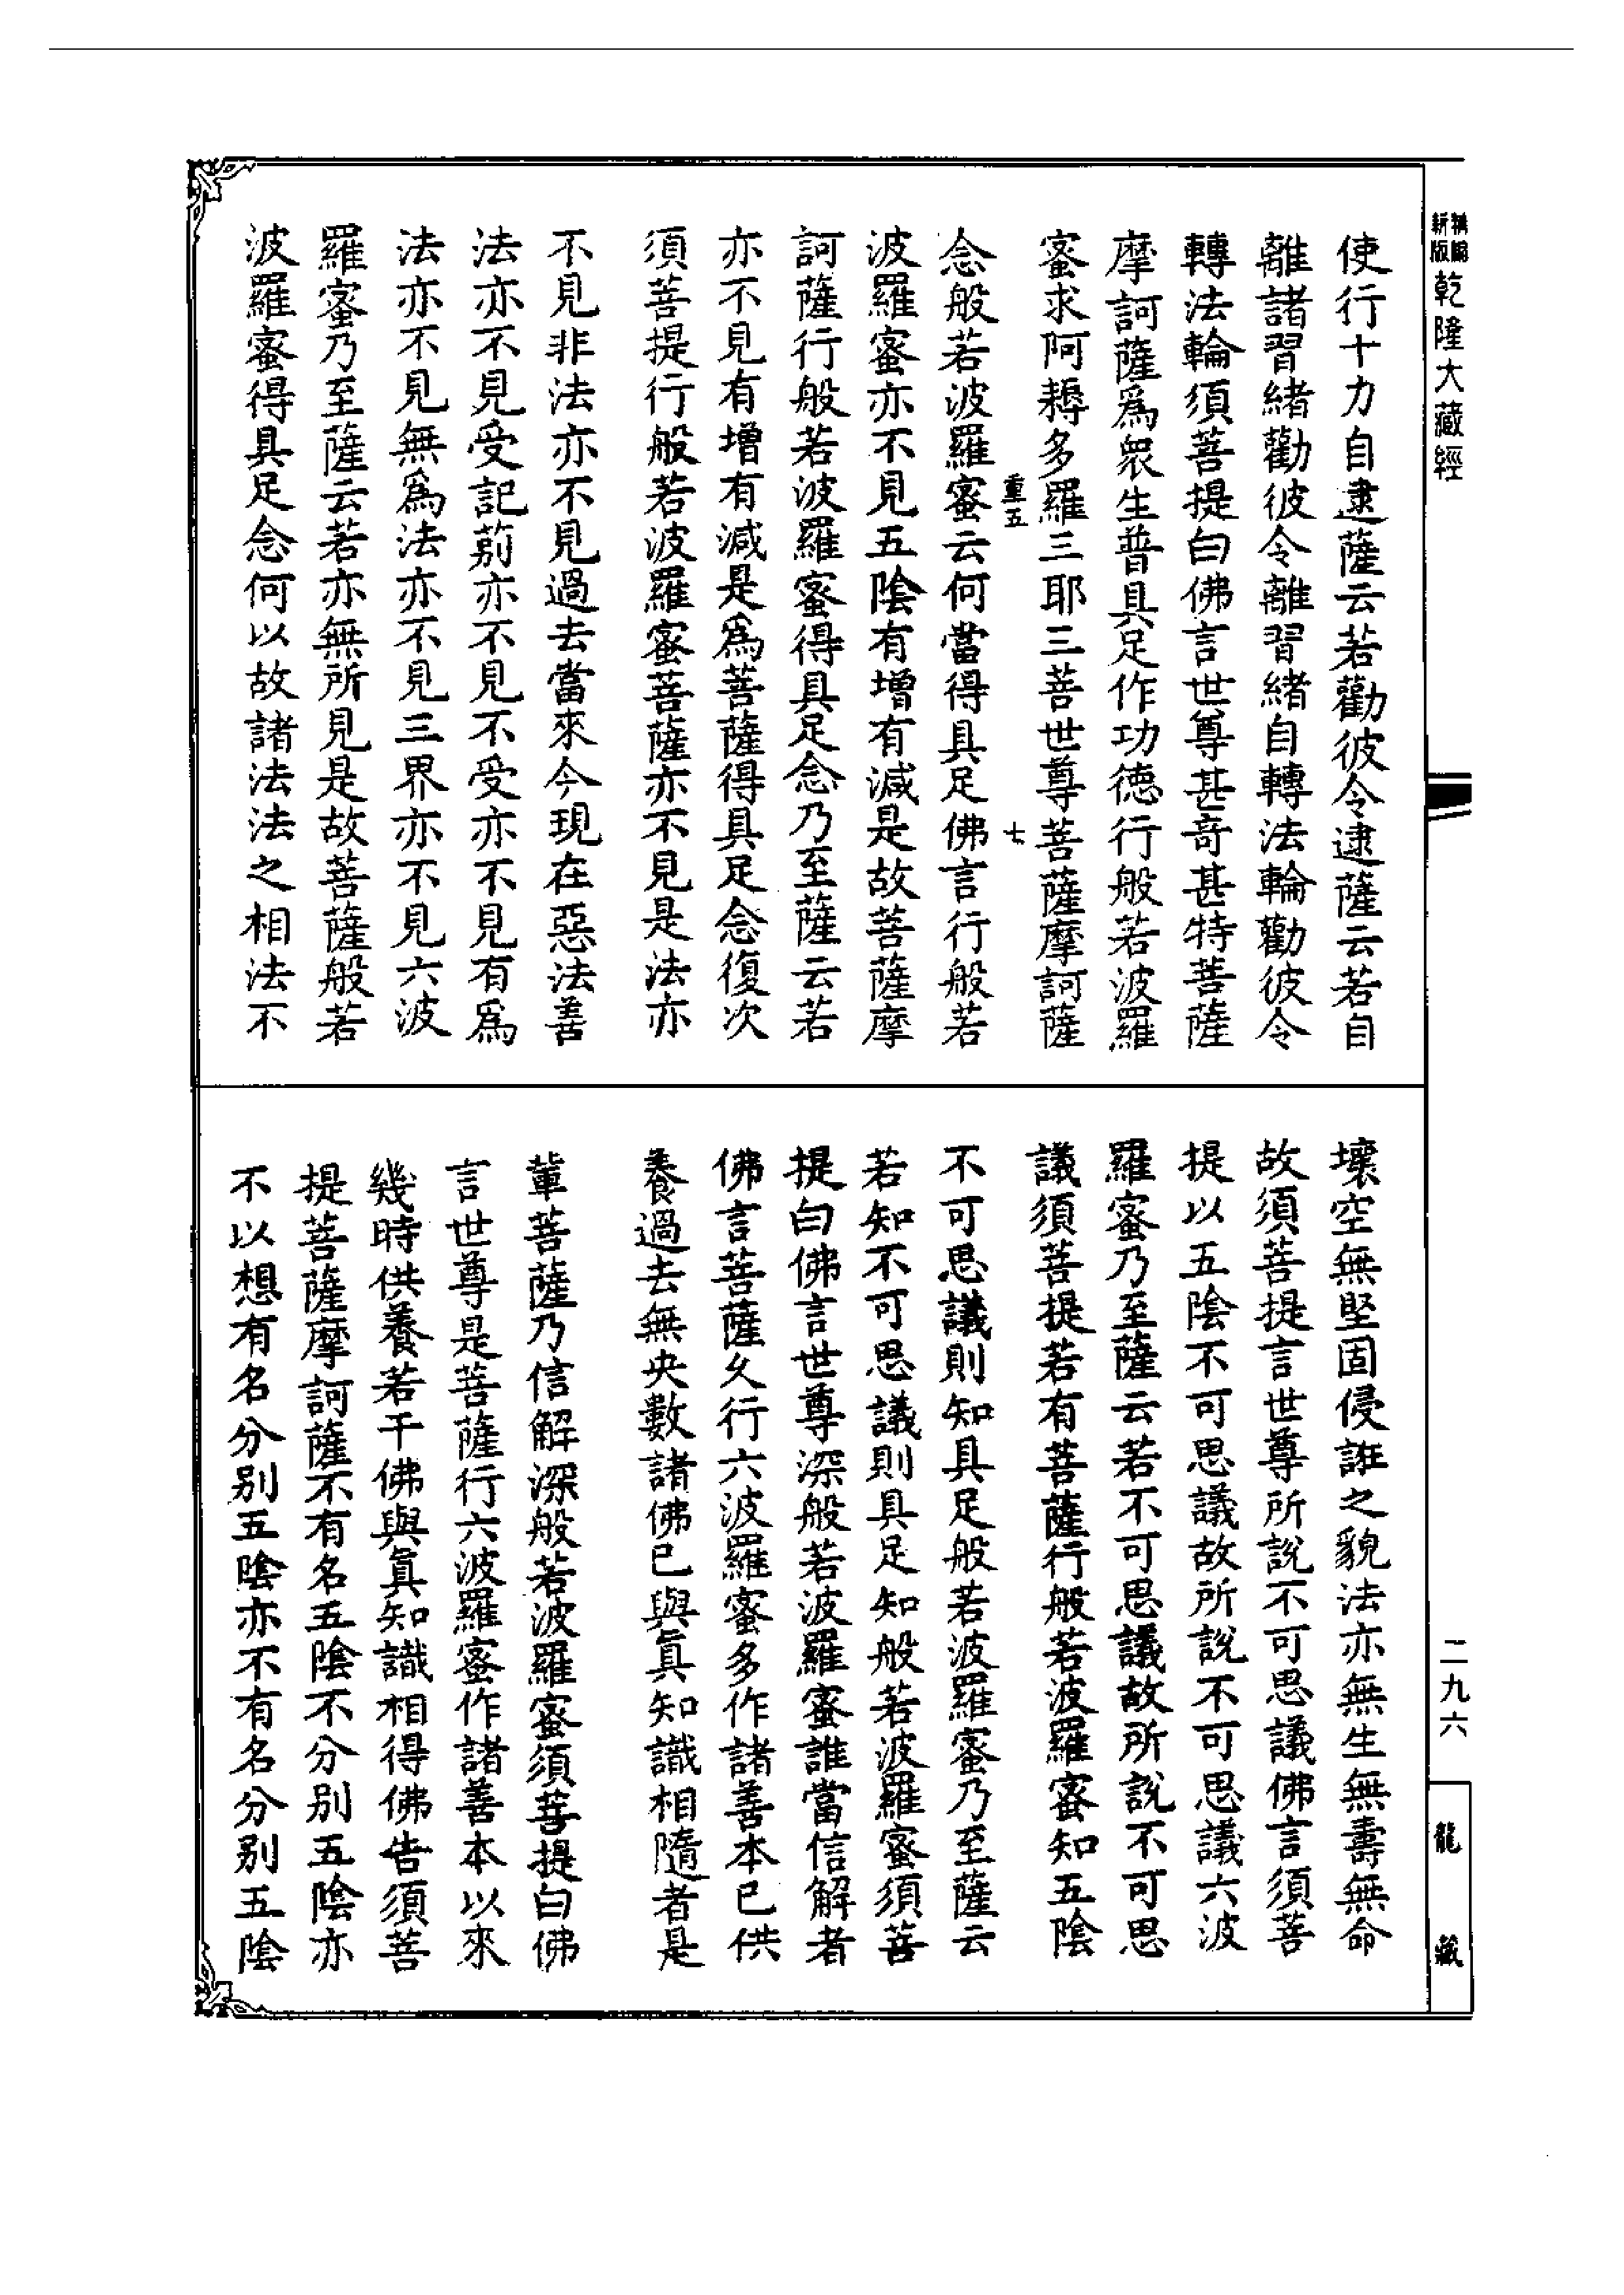 精編新版
乾隆大藏經
使行十力自逮薩云若勸彼令逮薩云若自
離諸習緒勸彼令離習緒自轉法輪勸彼令
轉法輪須菩提白佛言世尊甚奇甚特菩薩
摩訶薩爲衆生普具足作功德行般若波羅
蜜求阿耨多羅三耶三菩世尊菩薩摩訶薩
重五
七
念般若波羅蜜云何當得具足佛言行般若
波羅蜜亦不見五陰有增有減是故菩薩摩
訶薩行般若波羅蜜得具足念乃至薩云若
亦不見有增有減是爲菩薩得具足念復次
須菩提行般若波羅蜜菩薩亦不見是法亦
不見非法亦不見過去當來今現在惡法善
法亦不見受記莂亦不見不受亦不見有爲
法亦不見無爲法亦不見三界亦不見六波
羅蜜乃至薩云若亦無所見是故菩薩般若
波羅蜜得具足念何以故諸法法之相法不
壞空無堅固侵誑之貌法亦無生無壽無命
故須菩提言世尊所說不可思議佛言須菩
提以五陰不可思議故所說不可思議六波
羅蜜乃至薩云若不可思議故所說不可思
議須菩提若有菩薩行般若波羅蜜知五陰
不可思議則知具足般若波羅蜜乃至薩云
若知不可思議則具足知般若波羅蜜須菩
提白佛言世尊深般若波羅蜜誰當信解者
佛言菩薩久行六波羅蜜多作諸善本已供
養過去無央數諸佛已與真知識相隨者是
輩菩薩乃信解深般若波羅蜜須菩提白佛
言世尊是菩薩行六波羅蜜作諸善本以來
幾時供養若干佛與真知識相得佛告須菩
提菩薩摩訶薩不有名五陰不分别五陰亦
不以想有名分别五陰亦不有名分别五陰
二九六
龍藏